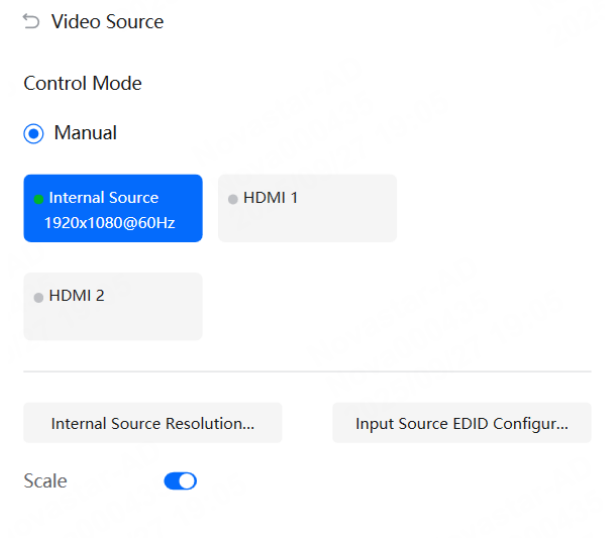 Video Source
Control Mode
Manual
Internal Source
1920x1080@60Hz
HDMI 1
HDMI 2
Internal Source Resolution...
Input Source EDID Configur...
Scale